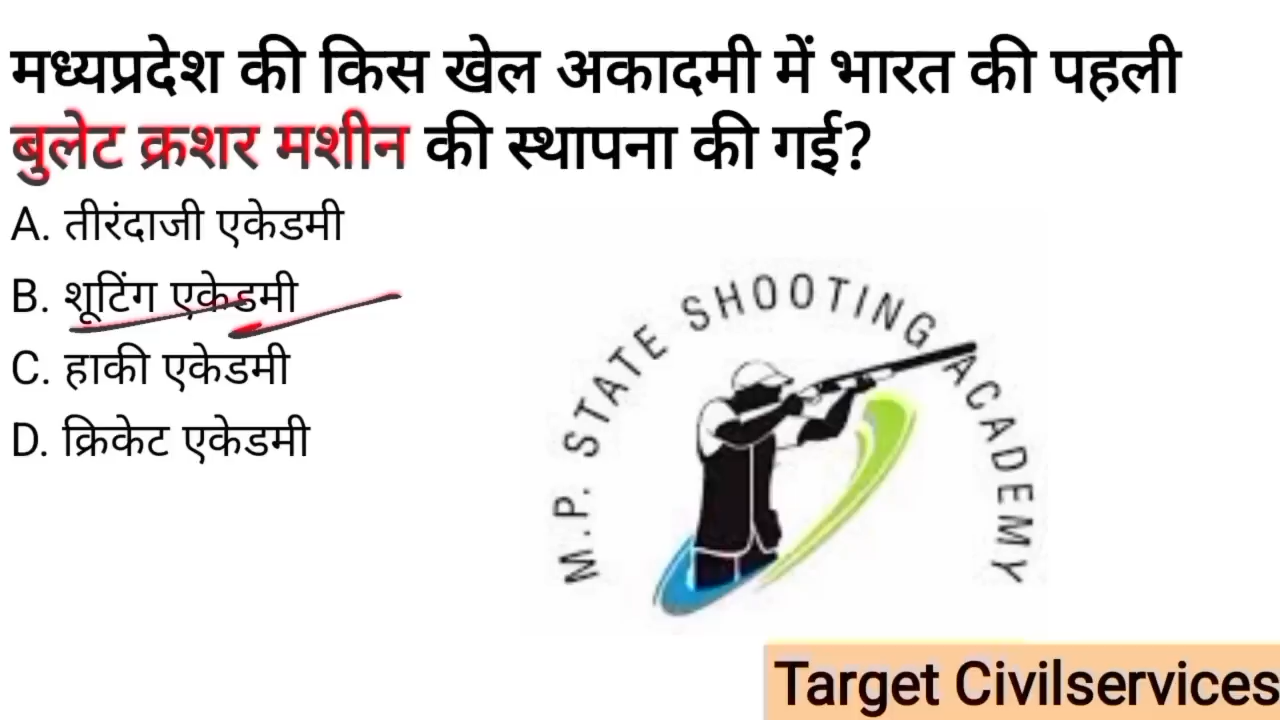 मध्यप्रदेश की किस खेल अकादमी में भारत की पहली
बुलेट क्रशर मशीन की स्थापना की गई?
A. तीरंदाजी एकेडमी
B. शूटिंग एकेडमी
C. हाकी एकेडमी
D. क्रिकेट एकेडमी
M.P. STATE SHOOTING ACADEMY
Target Civilservices